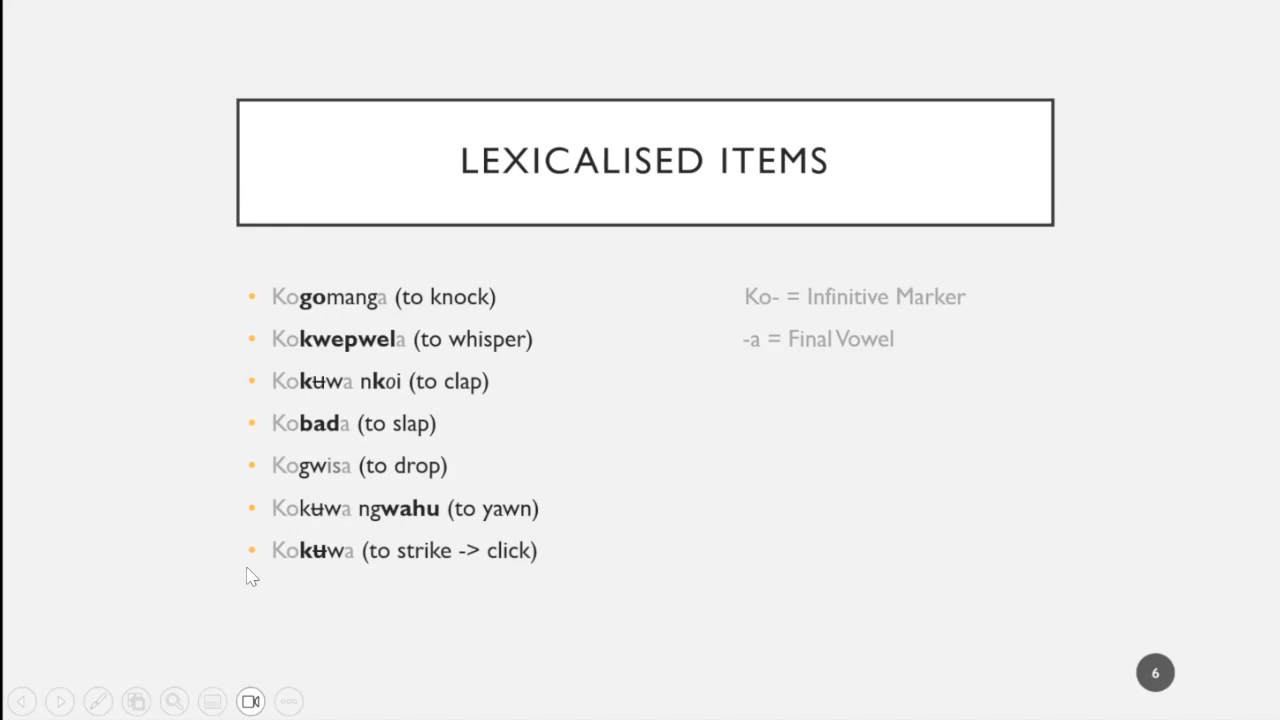 LEXICALISED ITEMS
• Kogomanga (to knock)
• Kokwepwela (to whisper)
• Kokʉwa nkoi (to clap)
• Kobada (to slap)
• Kogwisa (to drop)
• Kokʉwa ngwahu (to yawn)
• Kokʉwa (to strike -> click)
Ko- = Infinitive Marker
-a = Final Vowel
6